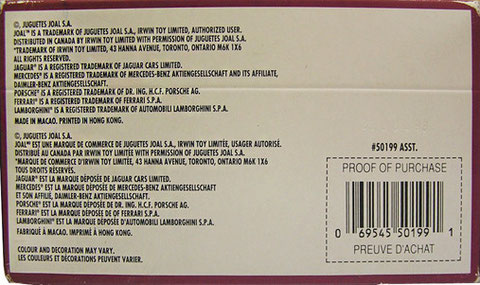 ©, JUGUETES JOAL S.A.
JOAL* IS A TRADEMARK OF JUGUETES JOAL S.A., IRWIN TOY LIMITED, AUTHORIZED USER.
DISTRIBUTED IN CANADA BY IRWIN TOY LIMITED WITH PERMISSION OF JUGUETES JOAL S.A.
*TRADEMARK OF IRWIN TOY LIMITED, 43 HANNA AVENUE, TORONTO, ONTARIO M6K 1X6
ALL RIGHTS RESERVED.
JAGUAR® IS A REGISTERED TRADEMARK OF JAGUAR CARS LIMITED.
MERCEDES® IS A REGISTERED TRADEMARK OF MERCEDES-BENZ AKTIENGESELLSCHAFT AND ITS AFFILIATE,
DAIMLER-BENZ AKTIENGESELLSCHAFT.
PORSCHE® IS A REGISTERED TRADEMARK OF DR. ING. H.C.F. PORSCHE AG.
FERRARI® IS A REGISTERED TRADEMARK OF FERRARI S.P.A.
LAMBORGHINI® IS A REGISTERED TRADEMARK OF AUTOMOBILI LAMBORGHINI S.P.A.
MADE IN MACAO. PRINTED IN HONG KONG.
©, JUGUETES JOAL S.A.
JOAL* EST UNE MARQUE DE COMMERCE DE JUGUETES JOAL S.A., IRWIN TOY LIMITÉE, USAGER AUTORISÉ.
DISTRIBUÉ AU CANADA PAR IRWIN TOY LIMITÉE AVEC PERMISSION OF JUGUETES JOAL S.A.
*MARQUE DE COMMERCE D'IRWIN TOY LIMITÉE, 43 HANNA AVENUE, TORONTO, ONTARIO M6K 1X6
TOUS DROITS RÉSERVÉS.
JAGUAR® EST LA MARQUE DÉPOSÉE DE JAGUAR CARS LIMITED.
MERCEDES® EST LA MARQUE DÉPOSÉE DE MERCEDES-BENZ AKTIENGESELLSCHAFT
ET SON AFFILIÉ, DAIMLER-BENZ AKTIENGESELLSCHAFT.
PORSCHE® EST LA MARQUE DÉPOSÉE DE DR. ING. H.C.F. PORSCHE AG.
FERRARI® EST LA MARQUE DÉPOSÉE DE OF FERRARI S.P.A.
LAMBORGHINI® EST LA MARQUE DÉPOSÉE D'AUTOMOBILI LAMBORGHINI S.P.A.
FABRIQUÉ À MACAO. IMPRIMÉ À HONG KONG.
COLOUR AND DECORATION MAY VARY.
LES COULEURS ET DÉCORATIONS PEUVENT VARIER.
#50199 ASST.
PROOF OF PURCHASE
0 69545 50199 1
PREUVE D'ACHAT